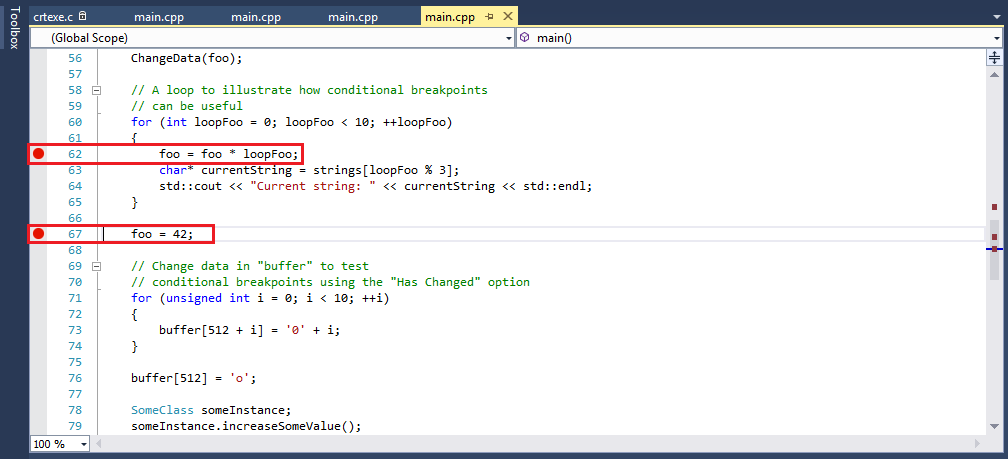 Toolbox
crtexe.c main.cpp main.cpp main.cpp main.cpp
(Global Scope) main()
56 ChangeData(foo);
57
58 // A loop to illustrate how conditional breakpoints
59 // can be useful
60 for (int loopFoo = 0; loopFoo < 10; ++loopFoo)
61 {
62 foo = foo * loopFoo;
63 char* currentString = strings[loopFoo % 3];
64 std::cout << "Current string: " << currentString << std::endl;
65 }
66
67 foo = 42;
68
69 // Change data in "buffer" to test
70 // conditional breakpoints using the "Has Changed" option
71 for (unsigned int i = 0; i < 10; ++i)
72 {
73 buffer[512 + i] = '0' + i;
74 }
75
76 buffer[512] = 'o';
77
78 SomeClass someInstance;
79 someInstance.increaseSomeValue();
100 %